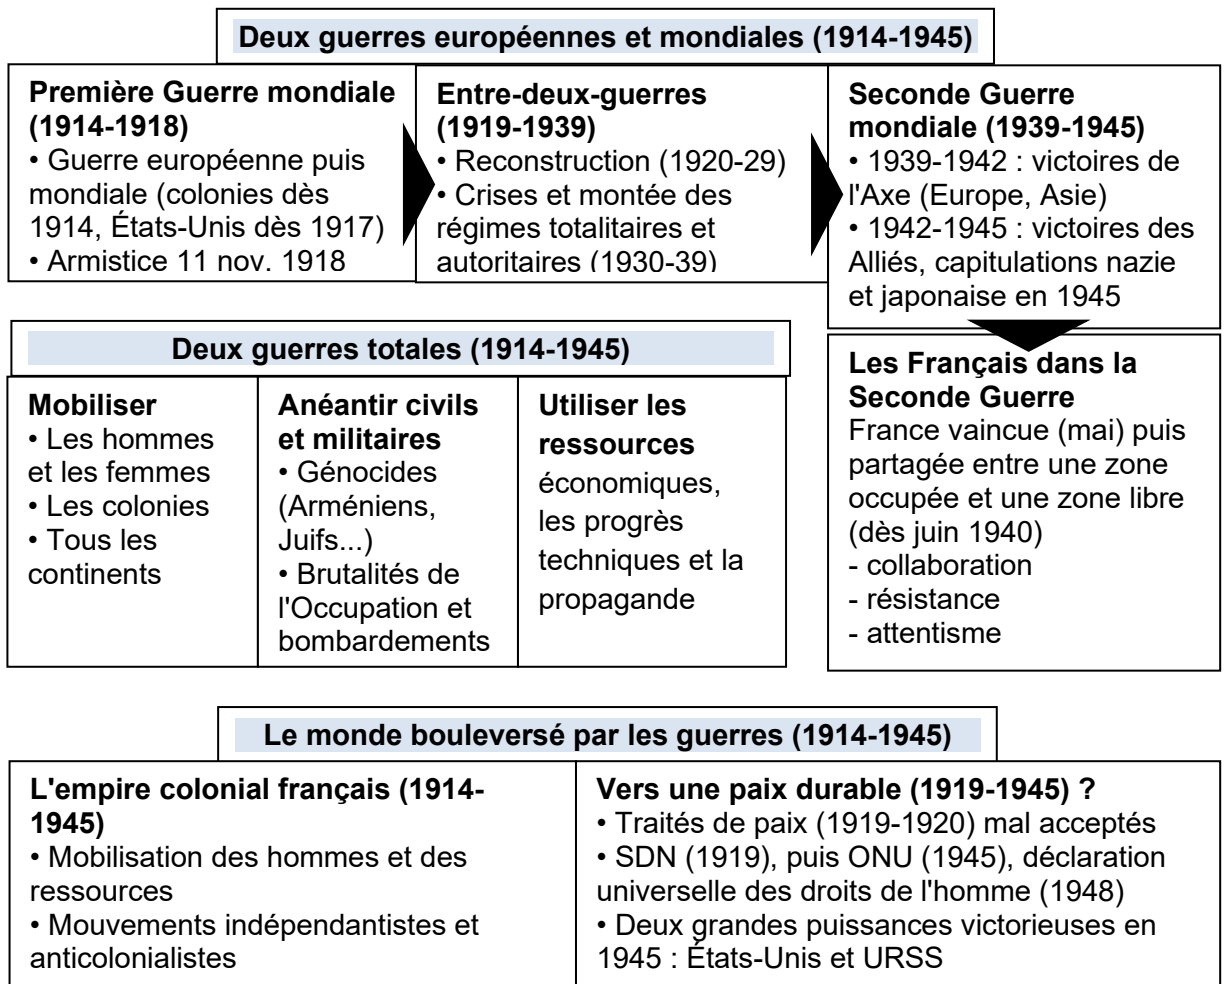 Deux guerres européennes et mondiales (1914-1945)
Première Guerre mondiale
(1914-1918)
• Guerre européenne puis
mondiale (colonies dès
1914, États-Unis dès 1917)
• Armistice 11 nov. 1918
Entre-deux-guerres
(1919-1939)
• Reconstruction (1920-29)
• Crises et montée des
régimes totalitaires et
autoritaires (1930-39)
Seconde Guerre
mondiale (1939-1945)
• 1939-1942 : victoires de
l'Axe (Europe, Asie)
• 1942-1945 : victoires des
Alliés, capitulations nazie
et japonaise en 1945
Deux guerres totales (1914-1945)
Mobiliser
• Les hommes
et les femmes
• Les colonies
• Tous les
continents
Anéantir civils
et militaires
• Génocides
(Arméniens,
Juifs...)
• Brutalités de
l'Occupation et
bombardements
Utiliser les
ressources
économiques,
les progrès
techniques et la
propagande
Les Français dans la
Seconde Guerre
France vaincue (mai) puis
partagée entre une zone
occupée et une zone libre
(dès juin 1940)
- collaboration
- résistance
- attentisme
Le monde bouleversé par les guerres (1914-1945)
L'empire colonial français (1914-
1945)
• Mobilisation des hommes et des
ressources
• Mouvements indépendantistes et
anticolonialistes
Vers une paix durable (1919-1945) ?
• Traités de paix (1919-1920) mal acceptés
• SDN (1919), puis ONU (1945), déclaration
universelle des droits de l'homme (1948)
• Deux grandes puissances victorieuses en
1945 : États-Unis et URSS